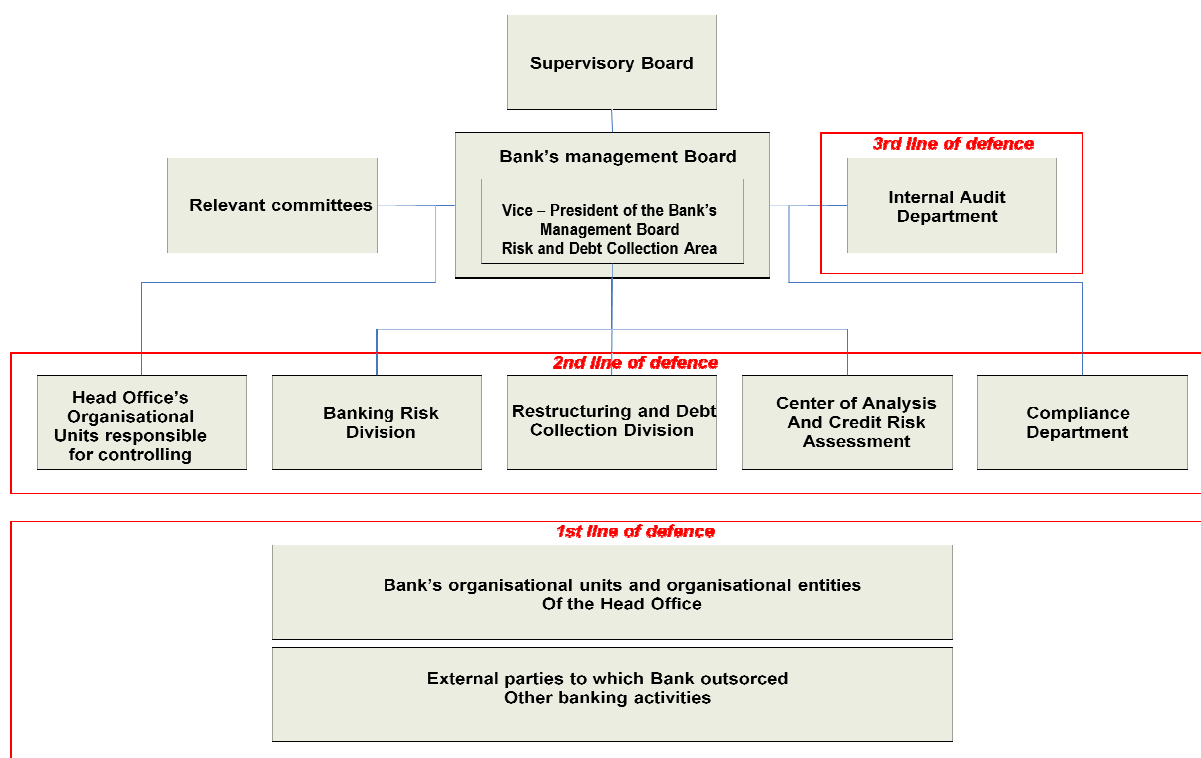 Supervisory Board
Bank's management Board
Vice – President of the Bank's
Management Board
Risk and Debt Collection Area
Relevant committees
3rd line of defence
Internal Audit
Department
2nd line of defence
Head Office's
Organisational
Units responsible
for controlling
Banking Risk
Division
Restructuring and Debt
Collection Division
Center of Analysis
And Credit Risk
Assessment
Compliance
Department
1st line of defence
Bank's organisational units and organisational entities
Of the Head Office
External parties to which Bank outsorced
Other banking activities